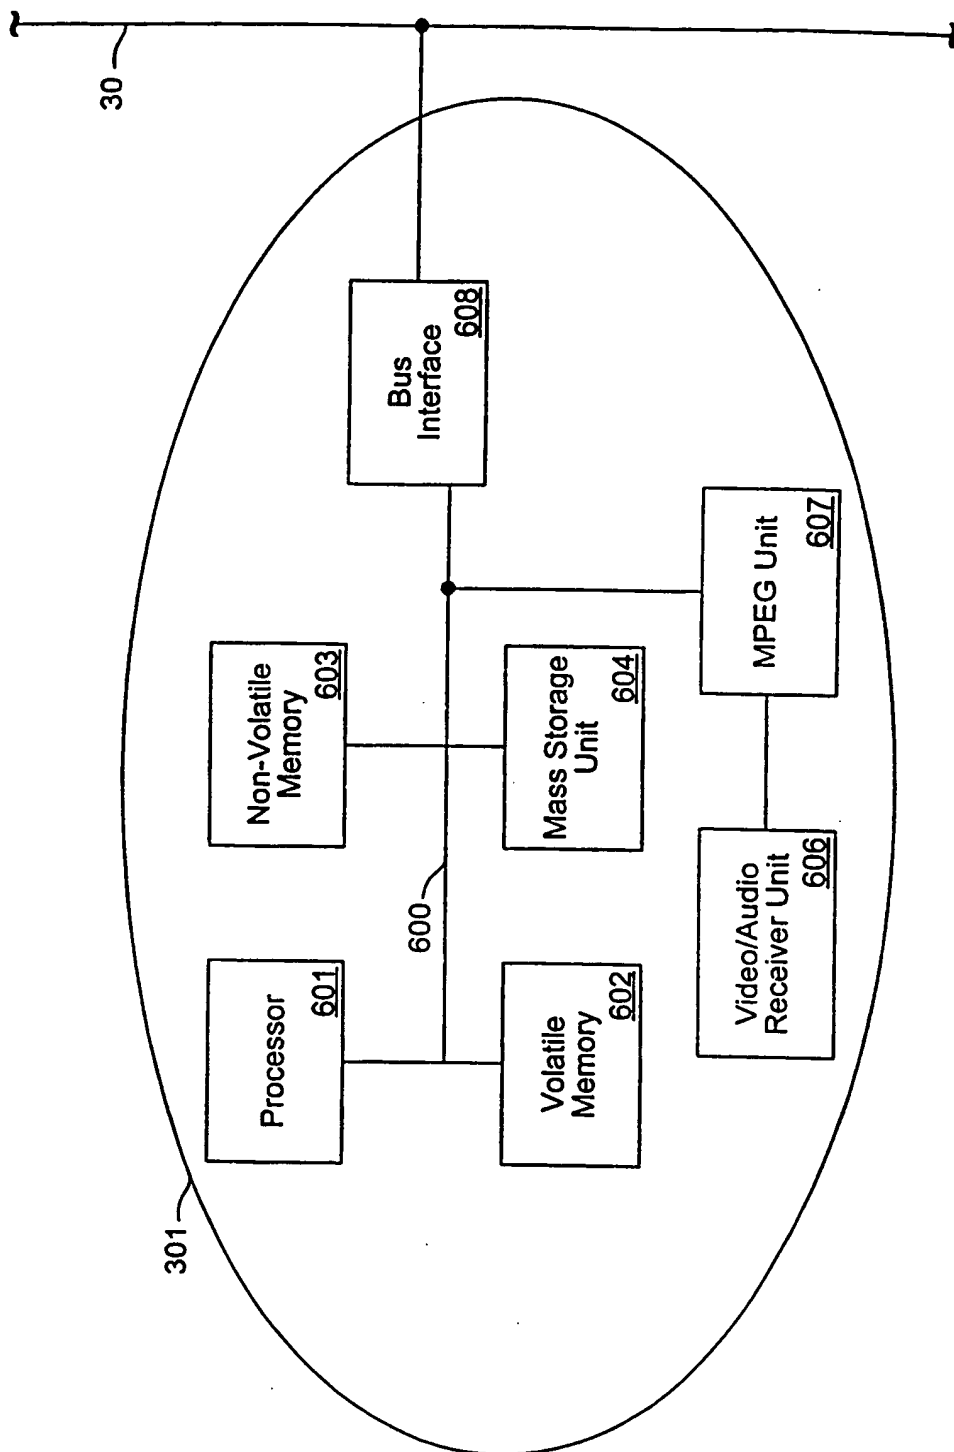 301
Processor
601
Non-Volatile
Memory
603
Bus
Interface
608
30
600
Volatile
Memory
602
Mass Storage
Unit
604
Video/Audio
Receiver Unit
606
MPEG Unit
607